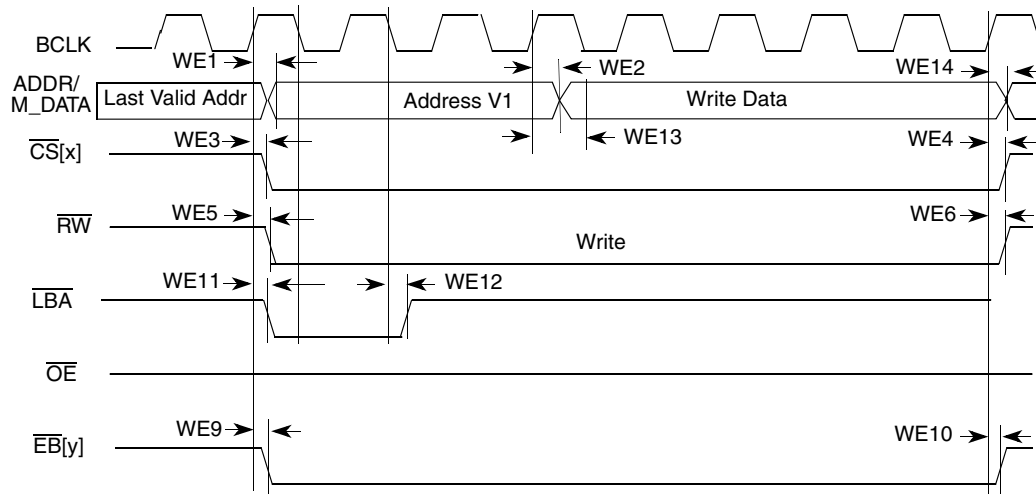 BCLK
WE1
WE2
WE14
ADDR/
M_DATA
Last Valid Addr
Address V1
Write Data
WE3
WE13
WE4
CS[x]
WE5
WE6
RW
Write
WE11
WE12
LBA
OE
WE9
WE10
EB[y]